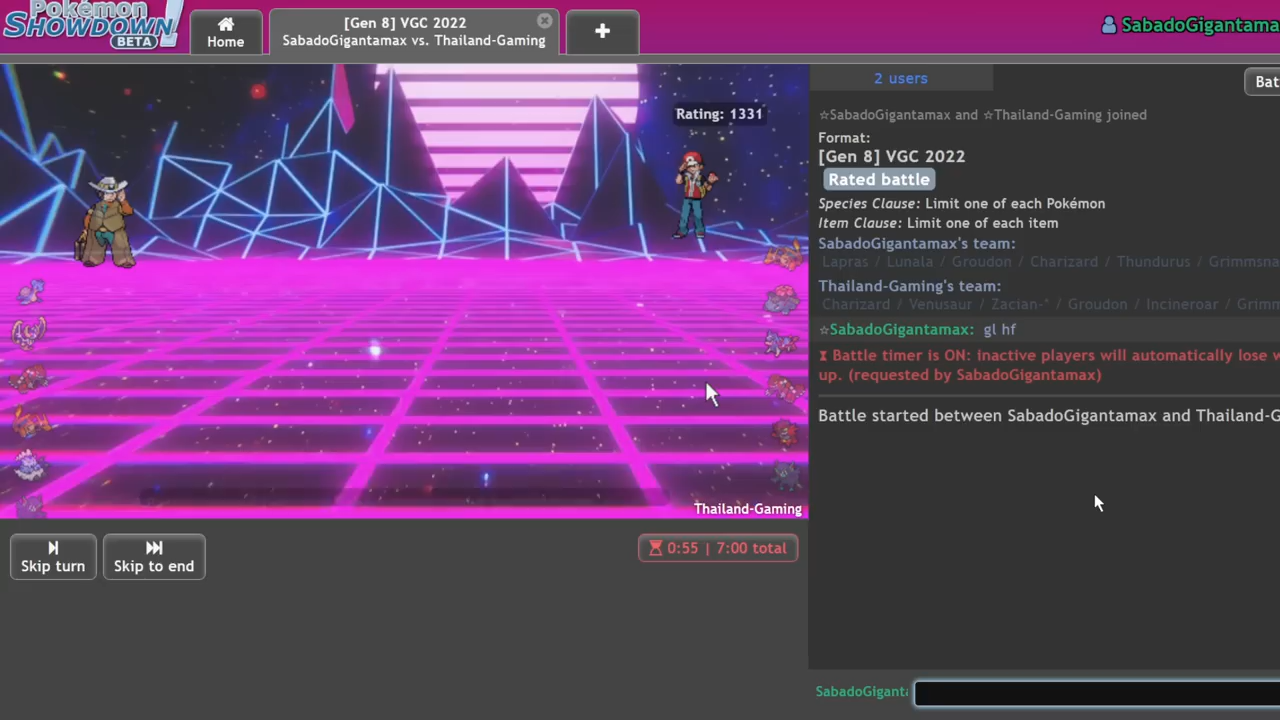 Pokémon
SHOWDOWN!
BETA
Home
[Gen 8] VGC 2022
SabadoGigantamax vs. Thailand-Gaming
SabadoGigantama
Rating: 1331
2 users
Bat
☆SabadoGigantamax and ☆Thailand-Gaming joined
Format:
[Gen 8] VGC 2022
Rated battle
Species Clause: Limit one of each Pokémon
Item Clause: Limit one of each item
SabadoGigantamax's team:
Lapras / Lunala / Groudon / Charizard / Thundurus / Grimmsna
Thailand-Gaming's team:
Charizard / Venusaur / Zacian-* / Groudon / Incineroar / Grimm
☆SabadoGigantamax: gl hf
Battle timer is ON: inactive players will automatically lose w
up. (requested by SabadoGigantamax)
Battle started between SabadoGigantamax and Thailand-G
Thailand-Gaming
Skip turn
Skip to end
0:55 | 7:00 total
SabadoGiganta